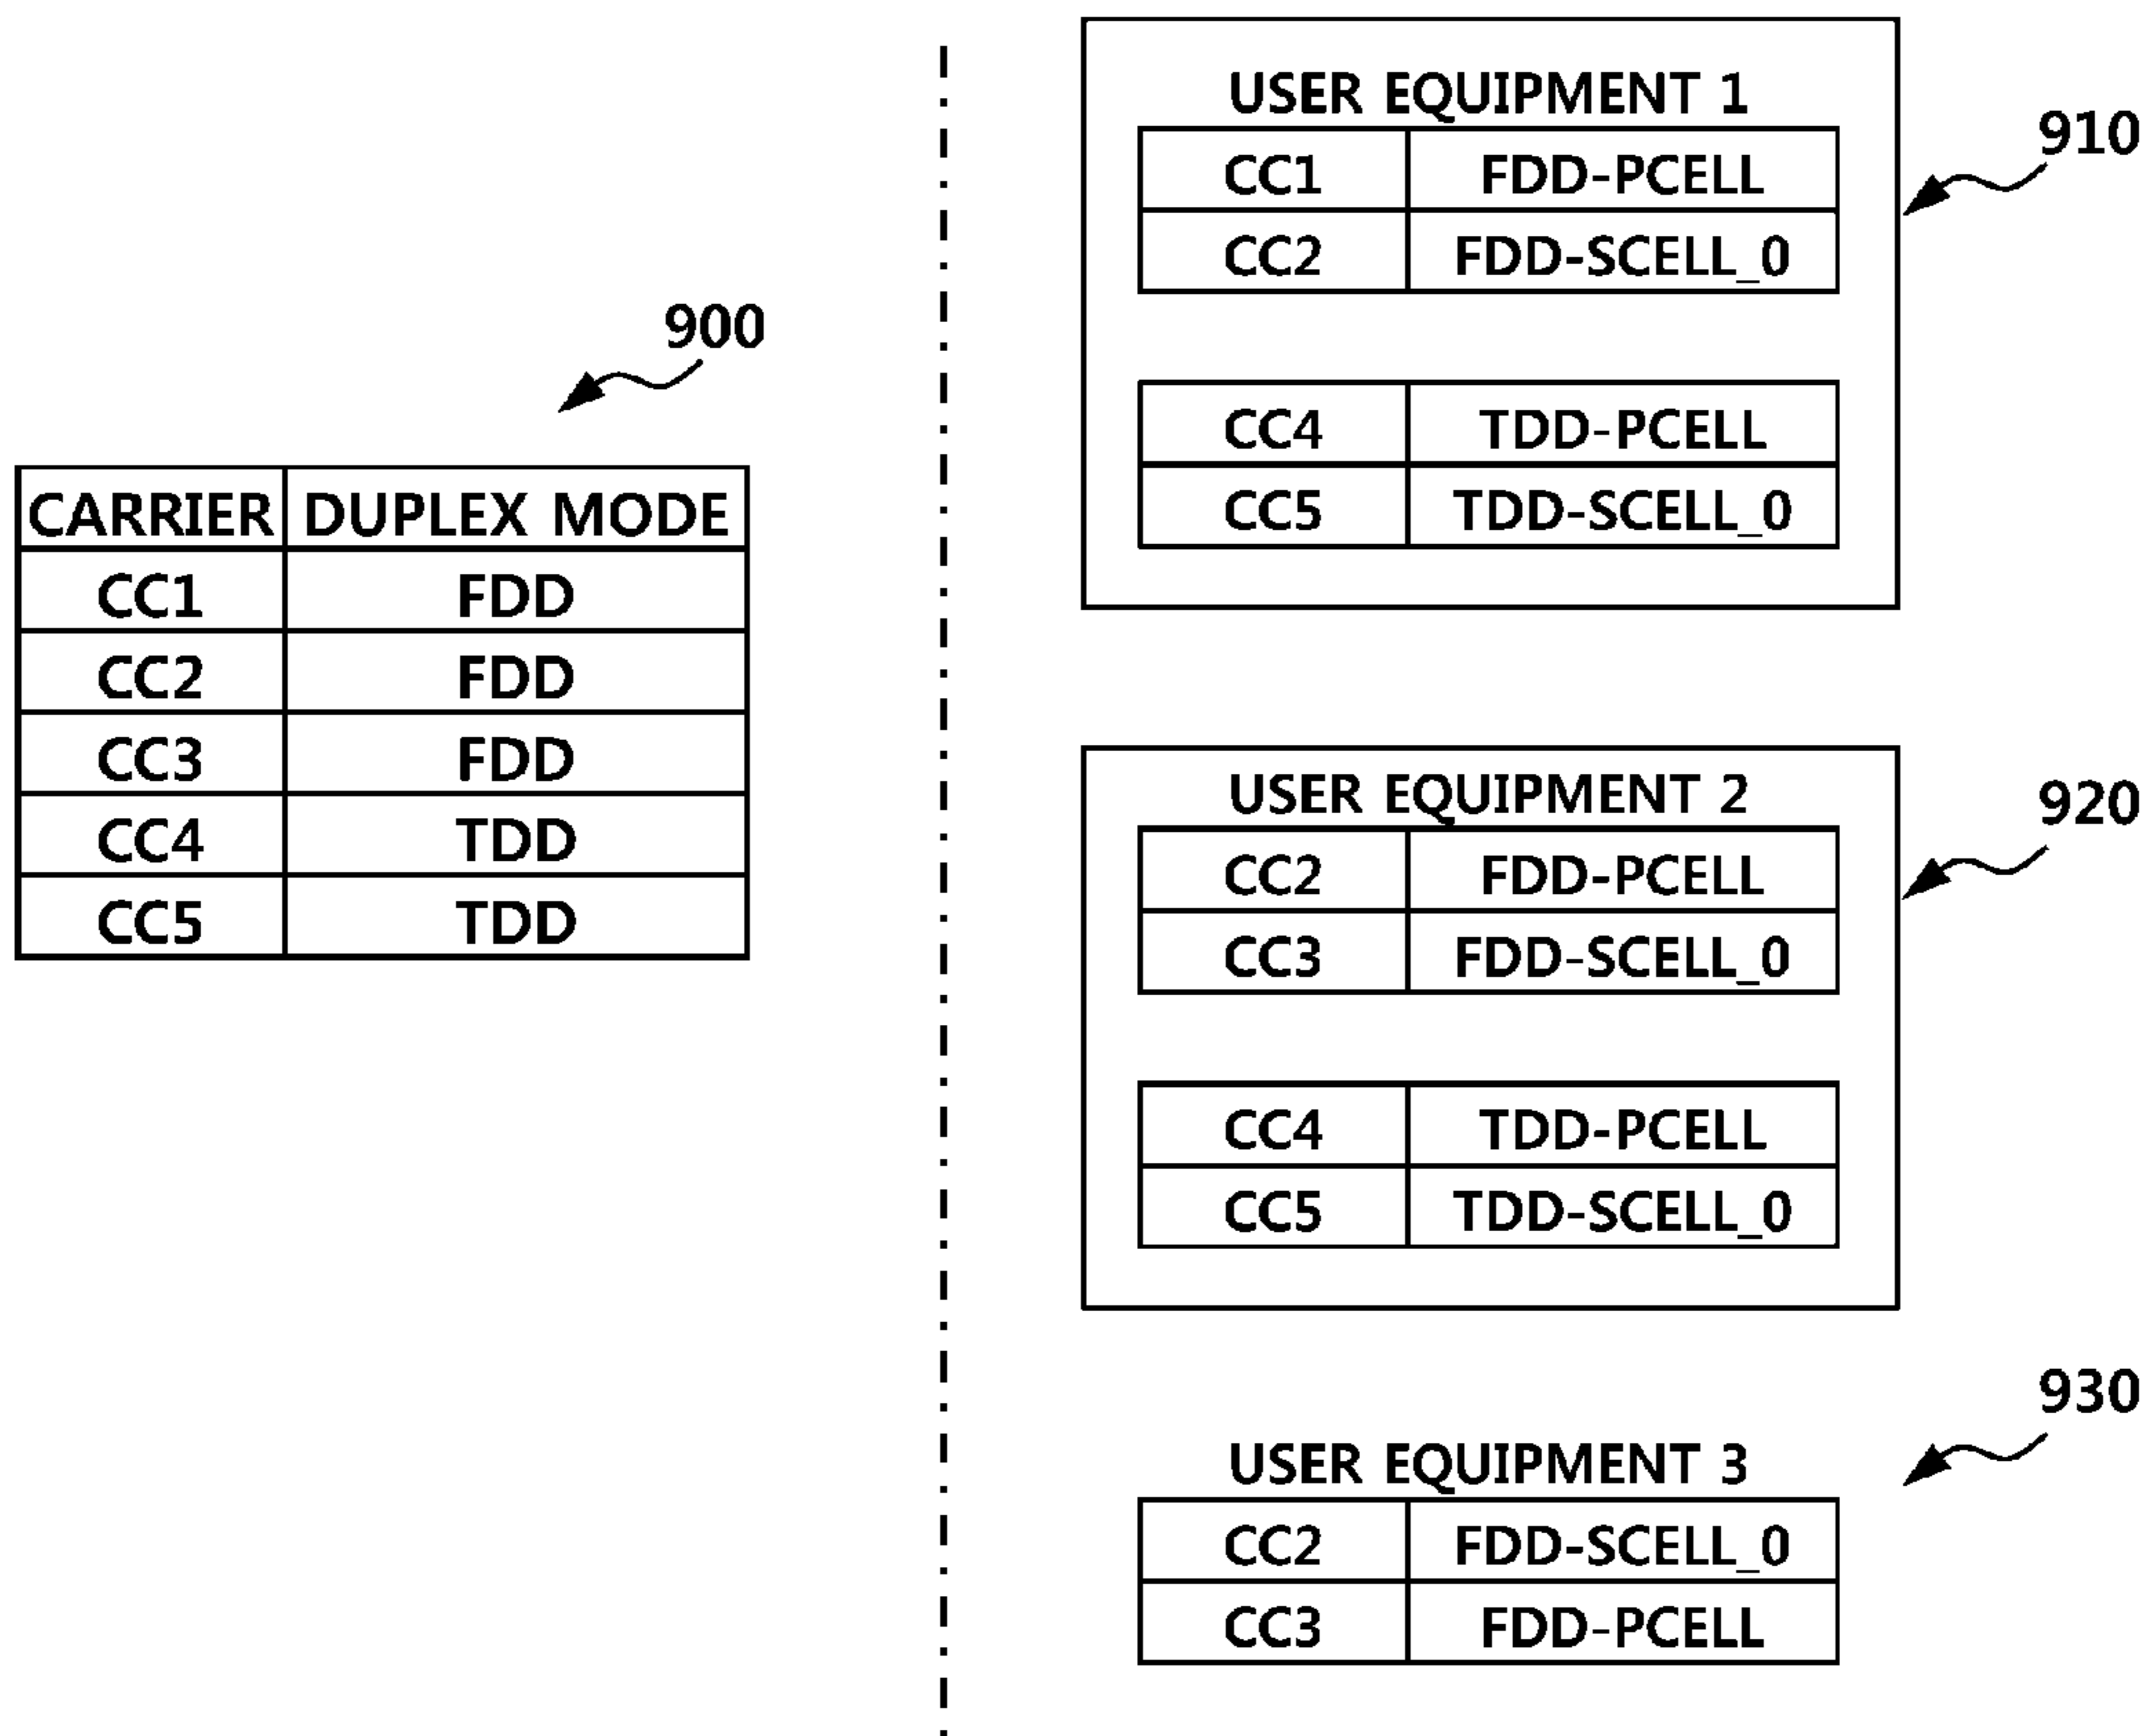 900
CARRIER DUPLEX MODE
CC1 FDD
CC2 FDD
CC3 FDD
CC4 TDD
CC5 TDD
910
USER EQUIPMENT 1
CC1 FDD-PCELL
CC2 FDD-SCELL_0
CC4 TDD-PCELL
CC5 TDD-SCELL_0
920
USER EQUIPMENT 2
CC2 FDD-PCELL
CC3 FDD-SCELL_0
CC4 TDD-PCELL
CC5 TDD-SCELL_0
930
USER EQUIPMENT 3
CC2 FDD-SCELL_0
CC3 FDD-PCELL